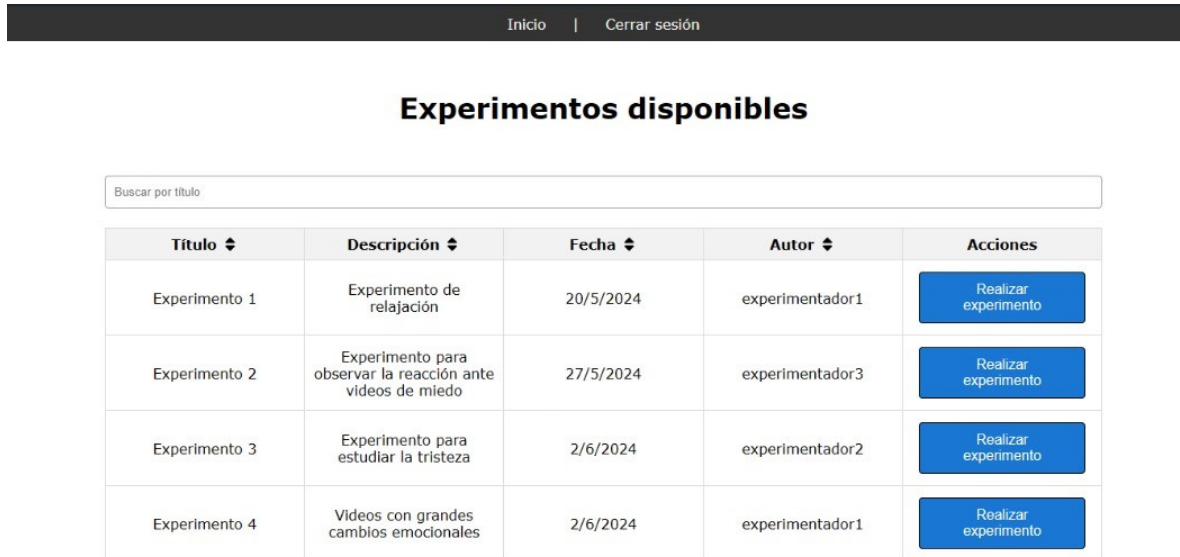 Inicio | Cerrar sesión
Experimentos disponibles
Buscar por título
Título Descripción Fecha Autor Acciones
Experimento 1
Experimento de
relajación
20/5/2024
experimentador1
Realizar
experimento
Experimento 2
Experimento para
observar la reacción ante
videos de miedo
27/5/2024
experimentador3
Realizar
experimento
Experimento 3
Experimento para
estudiar la tristeza
2/6/2024
experimentador2
Realizar
experimento
Experimento 4
Videos con grandes
cambios emocionales
2/6/2024
experimentador1
Realizar
experimento